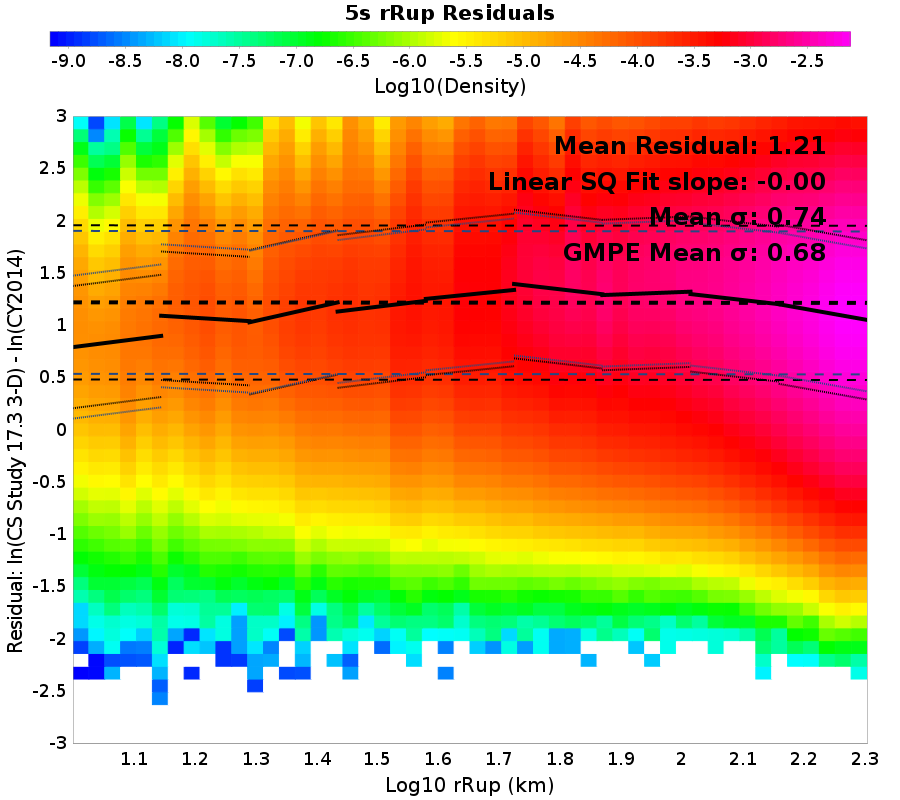 5s rRup Residuals
-9.0 -8.5 -8.0 -7.5 -7.0 -6.5 -6.0 -5.5 -5.0 -4.5 -4.0 -3.5 -3.0 -2.5
Log10(Density)
Mean Residual: 1.21
Linear SQ Fit slope: -0.00
Mean σ: 0.74
GMPE Mean σ: 0.68
Residual: ln(CS Study 17.3 3-D) - ln(CY2014)
3
2.5
2
1.5
1
0.5
0
-0.5
-1
-1.5
-2
-2.5
-3
1.1 1.2 1.3 1.4 1.5 1.6 1.7 1.8 1.9 2 2.1 2.2 2.3
Log10 rRup (km)